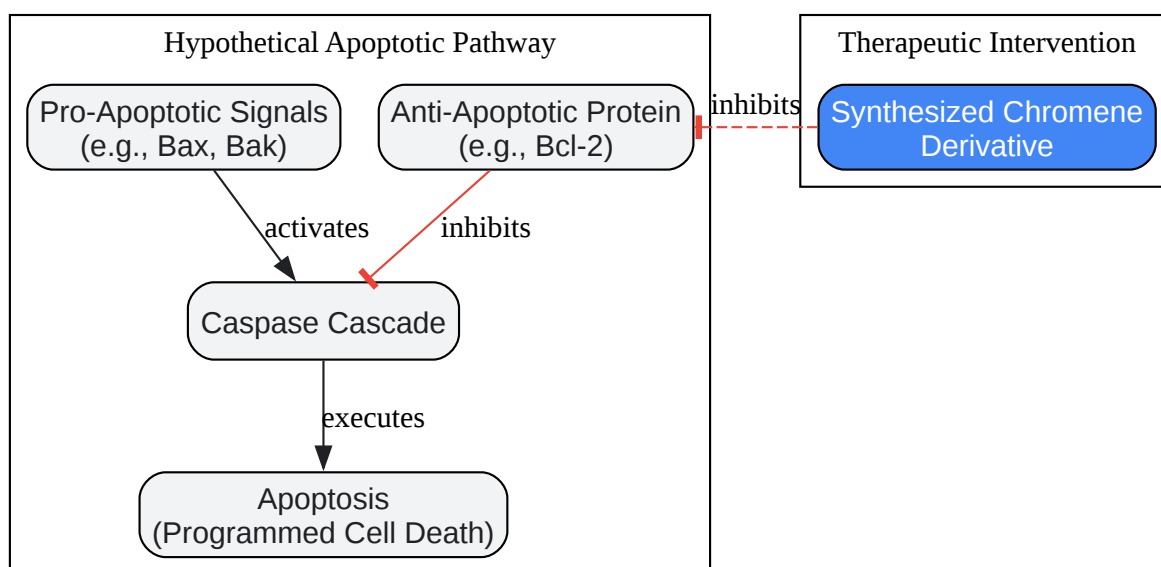 Hypothetical Apoptotic Pathway
Therapeutic Intervention
Pro-Apoptotic Signals
(e.g., Bax, Bak)
Anti-Apoptotic Protein
(e.g., Bcl-2)
inhibits
Synthesized Chromene
Derivative
activates
inhibits
Caspase Cascade
executes
Apoptosis
(Programmed Cell Death)